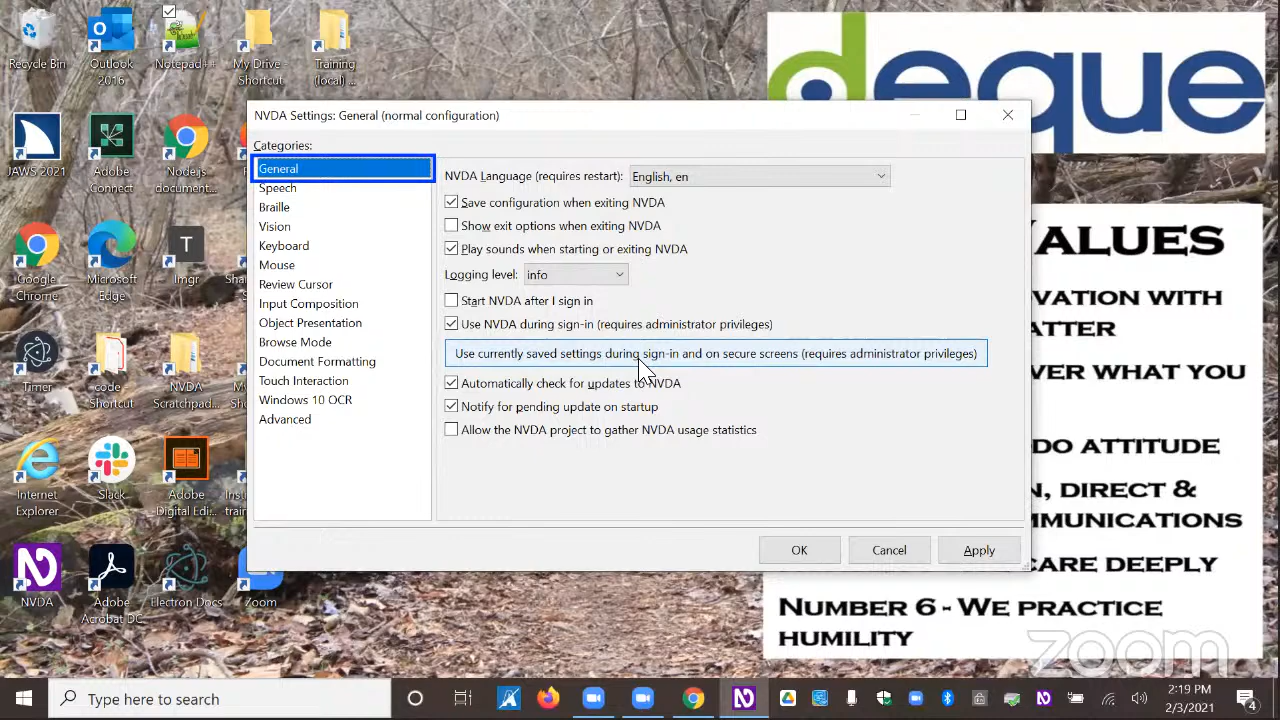 Recycle Bin
Outlook
2016
Notepad++
My Drive -
Shortcut
Training
(local) ...
deque
NVDA Settings: General (normal configuration)
Categories:
General
Speech
Braille
Vision
Keyboard
Mouse
Review Cursor
Input Composition
Object Presentation
Browse Mode
Document Formatting
Touch Interaction
Windows 10 OCR
Advanced
NVDA Language (requires restart): English, en
Save configuration when exiting NVDA
Show exit options when exiting NVDA
Play sounds when starting or exiting NVDA
Logging level: info
Start NVDA after I sign in
Use NVDA during sign-in (requires administrator privileges)
Use currently saved settings during sign-in and on secure screens (requires administrator privileges)
Automatically check for updates to NVDA
Notify for pending update on startup
Allow the NVDA project to gather NVDA usage statistics
OK Cancel Apply
JAWS 2021
Adobe
Connect
Node.js
document...
Google
Chrome
Microsoft
Edge
T
Imgr
Timer
code -
Shortcut
NVDA
Scratchpad...
Internet
Explorer
Slack
Adobe
Digital Edi...
NVDA
Adobe
Acrobat DC
Electron Docs
Zoom
VALUES
OVATION WITH
ATTER
VER WHAT YOU
DO ATTITUDE
N, DIRECT &
MMUNICATIONS
CARE DEEPLY
NUMBER 6 - WE PRACTICE
HUMILITY
zoom
Type here to search
2:19 PM
2/3/2021
4